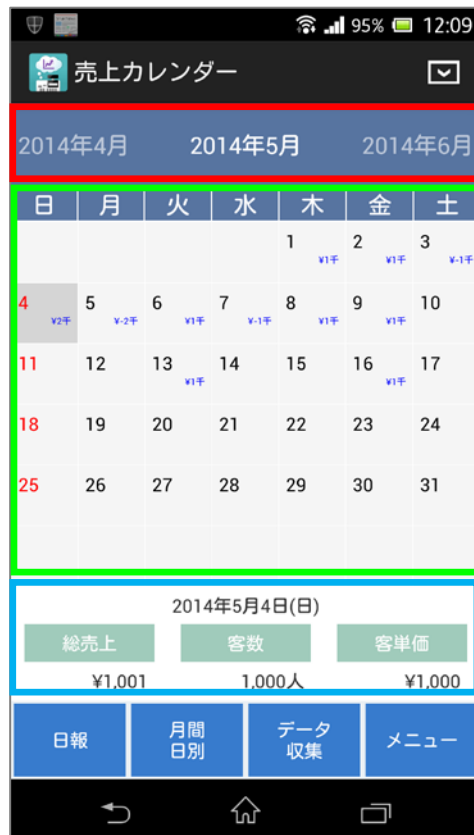 95% 12:09
売上カレンダー
2014年4月 2014年5月 2014年6月
日 月 火 水 木 金 土
1 2 3
¥1千 ¥1千 ¥-1千
4 5 6 7 8 9 10
¥2千 ¥-2千 ¥1千 ¥-1千 ¥1千 ¥1千
11 12 13 14 15 16 17
¥1千 ¥1千
18 19 20 21 22 23 24
25 26 27 28 29 30 31
2014年5月4日(日)
総売上 客数 客単価
¥1,001 1,000人 ¥1,000
日報 月間 データ メニュー
日別 収集